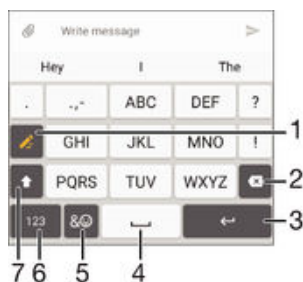 Write message
Hey I The
. .,- ABC DEF ?
GHI JKL MNO ! 1
PQRS TUV WXYZ 2
123 &☺ 3
7 6 5 4